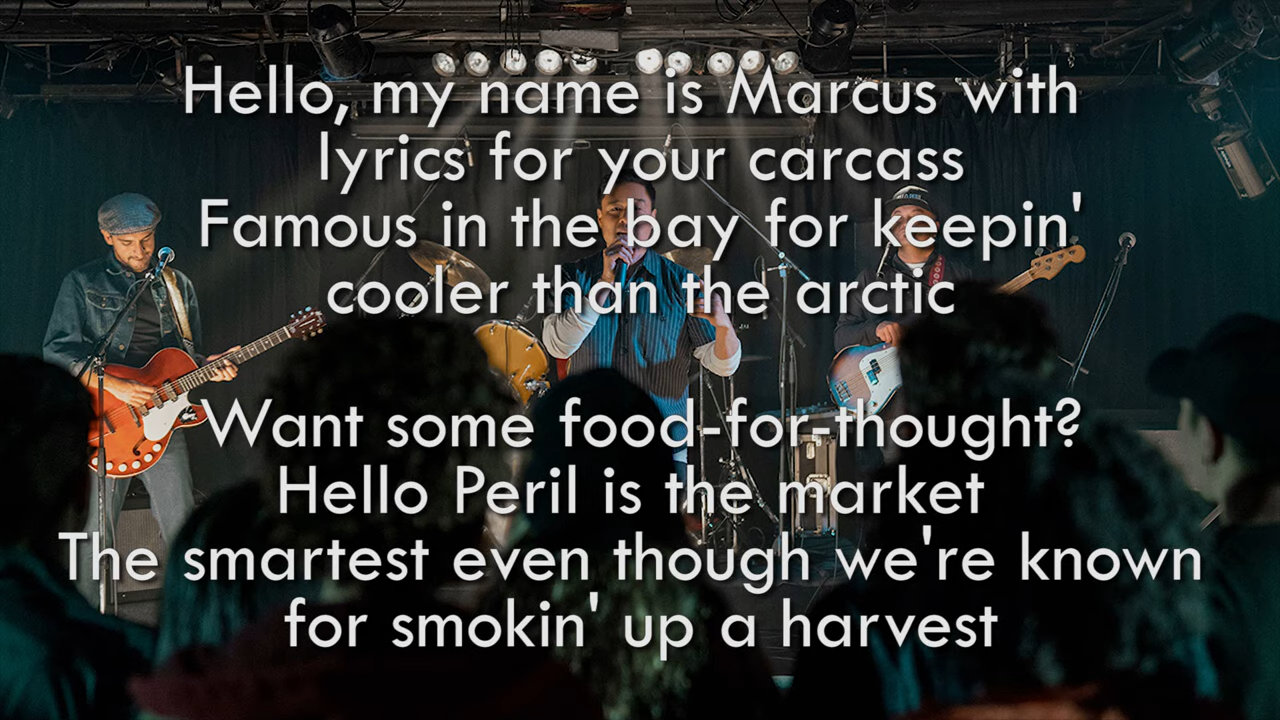 Hello, my name is Marcus with
lyrics for your carcass
Famous in the bay for keepin'
cooler than the arctic
Want some food-for-thought?
Hello Peril is the market
The smartest even though we're known
for smokin' up a harvest